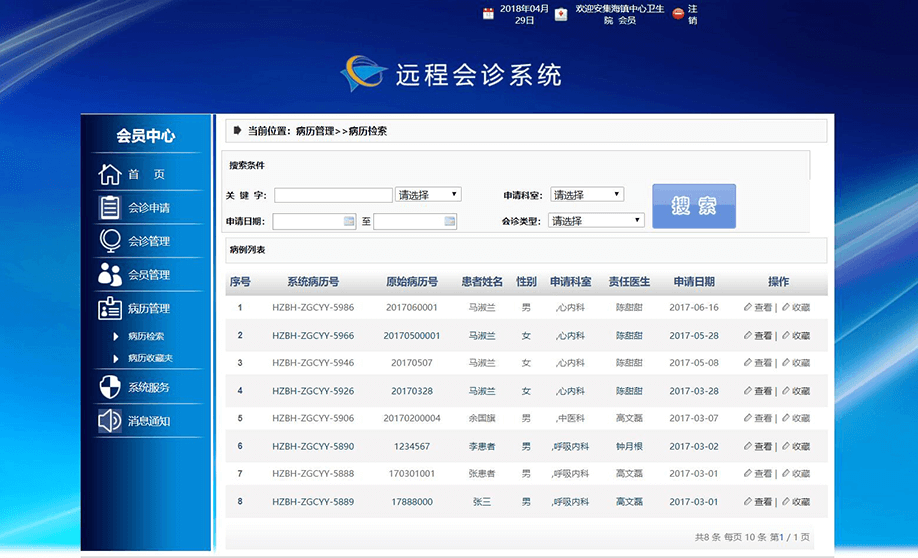 2018年04月29日 欢迎安集海镇中心卫生院 会员 注销
远程会诊系统
会员中心
首 页
会诊申请
会诊管理
会员管理
病历管理
病历检索
病历收藏夹
系统服务
消息通知
当前位置：病历管理>>病历检索
搜索条件
关 键 字： 请选择 申请科室： 请选择
搜 索
申请日期： 至 会诊类型： 请选择
病例列表
序号 系统病历号 原始病历号 患者姓名 性别 申请科室 责任医生 申请日期 操作
1 HZBH-ZGCYY-5986 2017060001 马淑兰 男 ,心内科 陈甜甜 2017-06-16 查看 | 收藏
2 HZBH-ZGCYY-5966 20170500001 马淑兰 女 ,心内科 陈甜甜 2017-05-28 查看 | 收藏
3 HZBH-ZGCYY-5946 20170507 马淑兰 女 ,心内科 陈甜甜 2017-05-08 查看 | 收藏
4 HZBH-ZGCYY-5926 20170328 马淑兰 女 ,心内科 陈甜甜 2017-03-28 查看 | 收藏
5 HZBH-ZGCYY-5906 20170200004 余国旗 男 ,中医科 高文磊 2017-03-07 查看 | 收藏
6 HZBH-ZGCYY-5890 1234567 李患者 男 ,呼吸内科 钟月根 2017-03-02 查看 | 收藏
7 HZBH-ZGCYY-5888 170301001 张患者 男 ,呼吸内科 高文磊 2017-03-01 查看 | 收藏
8 HZBH-ZGCYY-5889 17888000 张三 男 ,呼吸内科 高文磊 2017-03-01 查看 | 收藏
共8 条 每页 10 条 第1 / 1 页